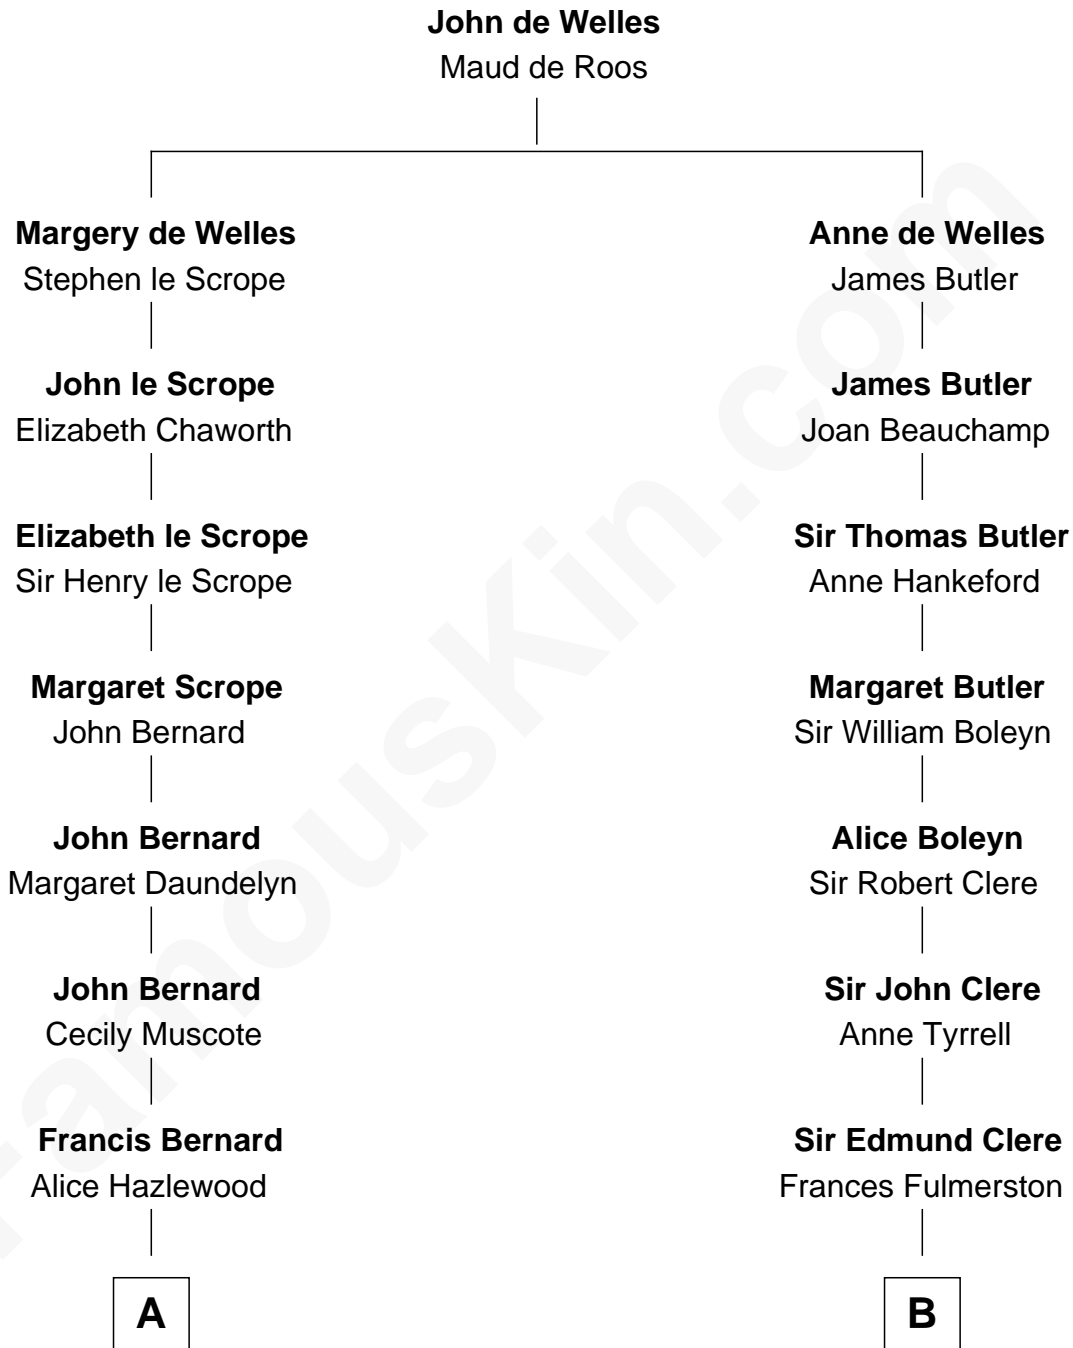 John de Welles
Maud de Roos
Margery de Welles
Stephen le Scrope
John le Scrope
Elizabeth Chaworth
Elizabeth le Scrope
Sir Henry le Scrope
Margaret Scrope
John Bernard
John Bernard
Margaret Daundelyn
John Bernard
Cecily Muscote
Francis Bernard
Alice Hazlewood
A
Anne de Welles
James Butler
James Butler
Joan Beauchamp
Sir Thomas Butler
Anne Hankeford
Margaret Butler
Sir William Boleyn
Alice Boleyn
Sir Robert Clere
Sir John Clere
Anne Tyrrell
Sir Edmund Clere
Frances Fulmerston
B
FamousKin.com